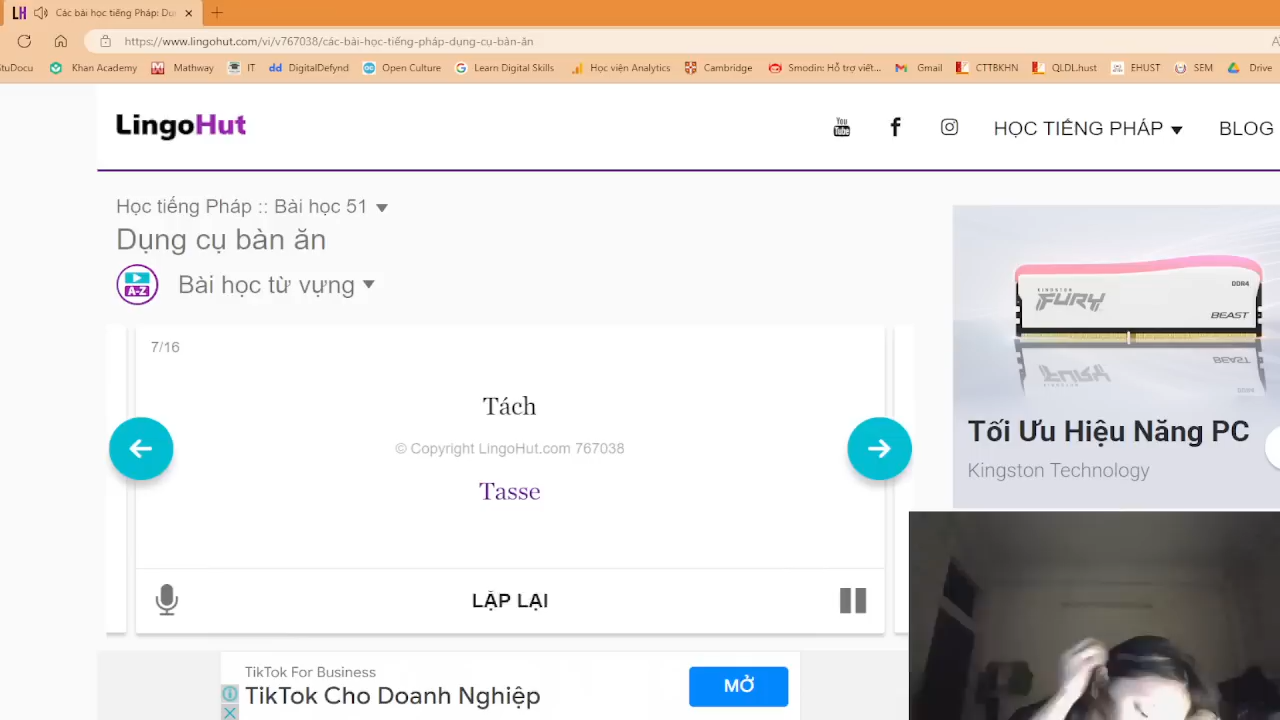 LH Các bài học tiếng Pháp: Dụ
https://www.lingohut.com/vi/v767038/các-bài-học-tiếng-pháp-dụng-cụ-bàn-ăn
StuDocu Khan Academy Mathway IT DigitalDefynd Open Culture Learn Digital Skills Học viện Analytics Cambridge Smodin: Hỗ trợ viết... Gmail CTTBKHN QLDL.hust EHUST SEM Drive
LingoHut
You Tube HỌC TIẾNG PHÁP BLOG
Học tiếng Pháp :: Bài học 51
Dụng cụ bàn ăn
A-Z Bài học từ vựng
7/16
Tách
© Copyright LingoHut.com 767038
Tasse
LẶP LẠI
KINGSTON FURY DDR4
BEAST
Tối Ưu Hiệu Năng PC
Kingston Technology
TikTok For Business
TikTok Cho Doanh Nghiệp
MỞ